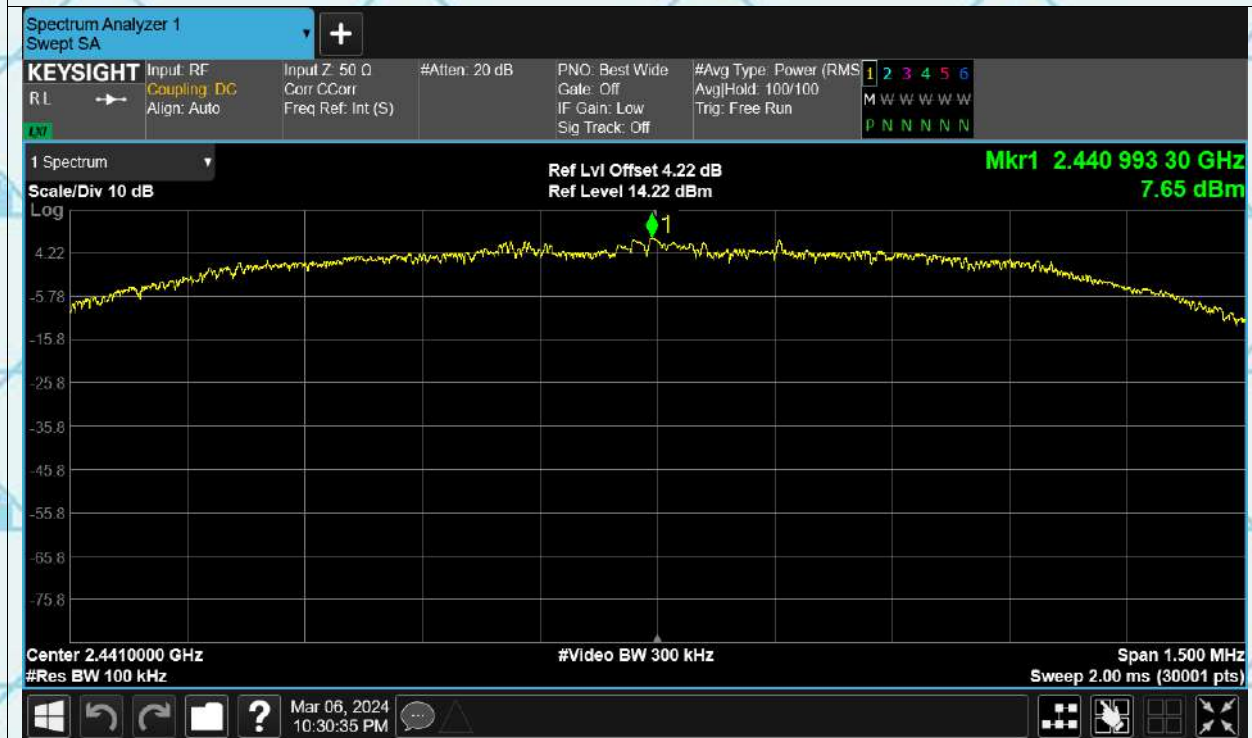 Spectrum Analyzer 1
Swept SA
+
KEYSIGHT
RL
LXI
Input: RF
Coupling: DC
Align: Auto
Input Z: 50 Ω
Corr CCorr
Freq Ref: Int (S)
#Atten: 20 dB
PNO: Best Wide
Gate: Off
IF Gain: Low
Sig Track: Off
#Avg Type: Power (RMS
Avg|Hold: 100/100
Trig: Free Run
1 2 3 4 5 6
M W W W W W
P N N N N N
1 Spectrum
Scale/Div 10 dB
Log
Ref Lvl Offset 4.22 dB
Ref Level 14.22 dBm
Mkr1 2.440 993 30 GHz
7.65 dBm
1
4.22
-5.78
-15.8
-25.8
-35.8
-45.8
-55.8
-65.8
-75.8
Center 2.4410000 GHz
#Res BW 100 kHz
#Video BW 300 kHz
Span 1.500 MHz
Sweep 2.00 ms (30001 pts)
?
Mar 06, 2024
10:30:35 PM